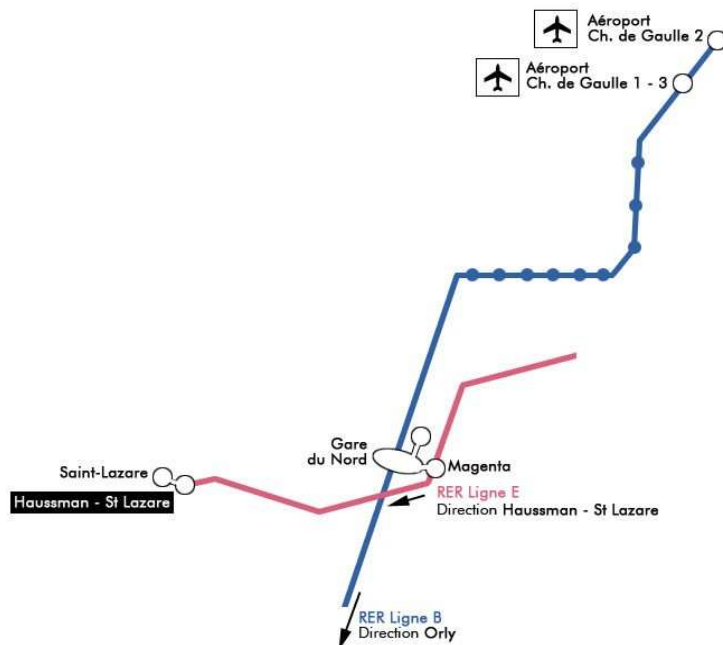 Aéroport
Ch. de Gaulle 2
Aéroport
Ch. de Gaulle 1 - 3
Gare
du Nord
Saint-Lazare
Magenta
Haussman - St Lazare
RER Ligne E
Direction Haussman - St Lazare
RER Ligne B
Direction Orly